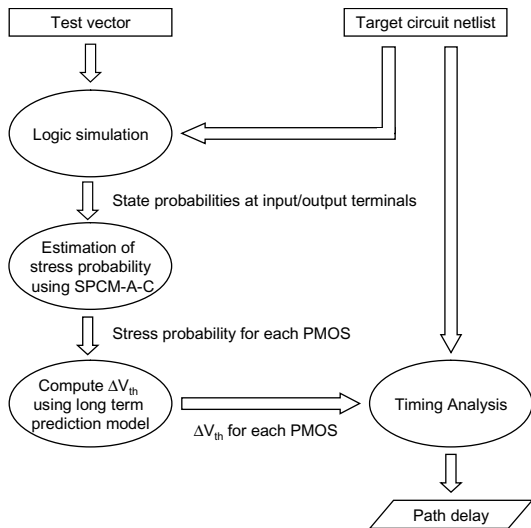 Test vector
Target circuit netlist
Logic simulation
State probabilities at input/output terminals
Estimation of
stress probability
using SPCM-A-C
Stress probability for each PMOS
Compute ΔVth
using long term
prediction model
ΔVth for each PMOS
Timing Analysis
Path delay